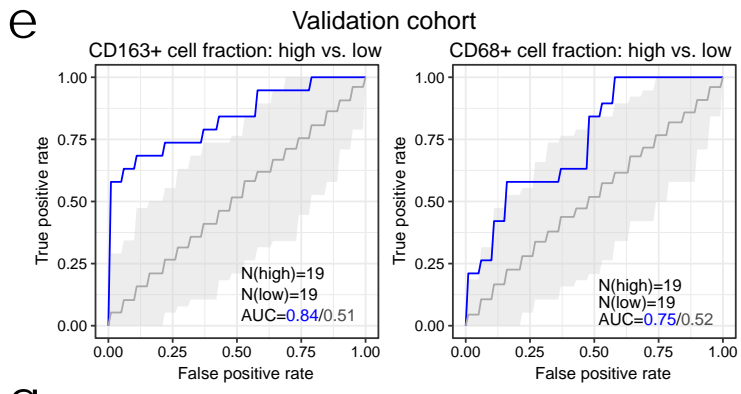 e
Validation cohort
CD163+ cell fraction: high vs. low
CD68+ cell fraction: high vs. low
True positive rate
1.00
0.75
0.50
0.25
0.00
N(high)=19
N(low)=19
AUC=0.84/0.51
0.00 0.25 0.50 0.75 1.00
False positive rate
True positive rate
1.00
0.75
0.50
0.25
0.00
N(high)=19
N(low)=19
AUC=0.75/0.52
0.00 0.25 0.50 0.75 1.00
False positive rate